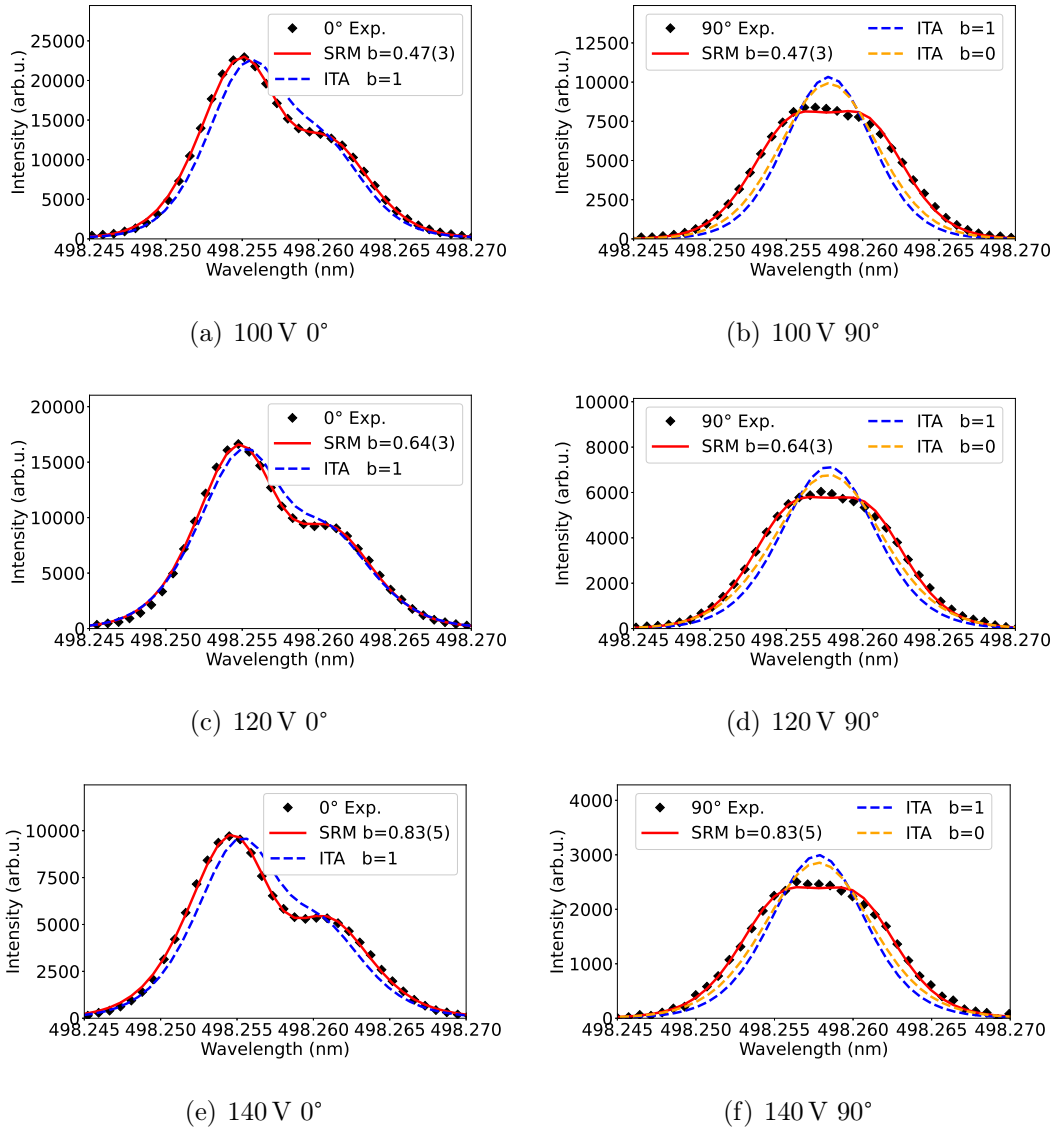 25000
20000
15000
10000
5000
0
Intensity (arb.u.)
0° Exp.
SRM b=0.47(3)
ITA b=1
498.245 498.250 498.255 498.260 498.265 498.270
Wavelength (nm)
(a) 100 V 0°
12500
10000
7500
5000
2500
0
Intensity (arb.u.)
90° Exp.
SRM b=0.47(3)
ITA b=1
ITA b=0
498.245 498.250 498.255 498.260 498.265 498.270
Wavelength (nm)
(b) 100 V 90°
20000
15000
10000
5000
0
Intensity (arb.u.)
0° Exp.
SRM b=0.64(3)
ITA b=1
498.245 498.250 498.255 498.260 498.265 498.270
Wavelength (nm)
(c) 120 V 0°
10000
8000
6000
4000
2000
0
Intensity (arb.u.)
90° Exp.
SRM b=0.64(3)
ITA b=1
ITA b=0
498.245 498.250 498.255 498.260 498.265 498.270
Wavelength (nm)
(d) 120 V 90°
10000
7500
5000
2500
0
Intensity (arb.u.)
0° Exp.
SRM b=0.83(5)
ITA b=1
498.245 498.250 498.255 498.260 498.265 498.270
Wavelength (nm)
(e) 140 V 0°
4000
3000
2000
1000
0
Intensity (arb.u.)
90° Exp.
SRM b=0.83(5)
ITA b=1
ITA b=0
498.245 498.250 498.255 498.260 498.265 498.270
Wavelength (nm)
(f) 140 V 90°